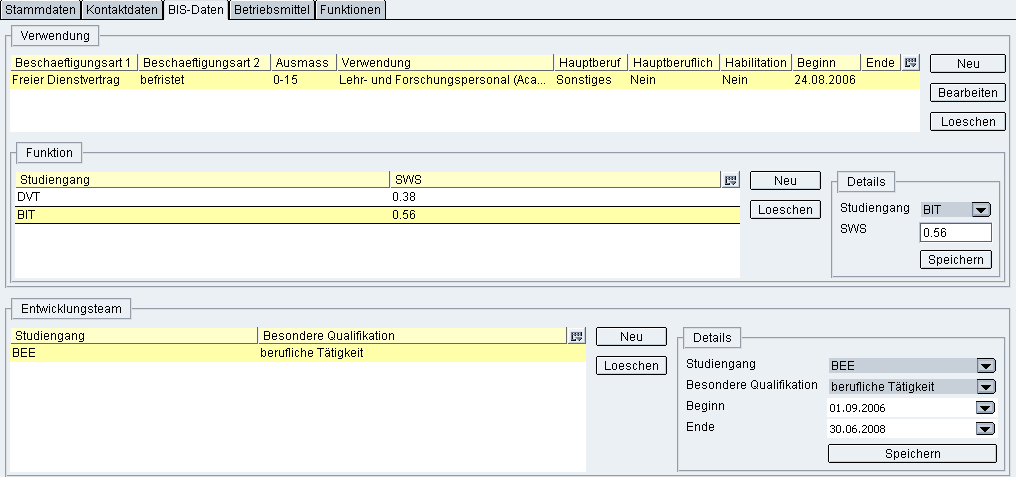 Stammdaten Kontaktdaten BIS-Daten Betriebsmittel Funktionen
Verwendung
Beschaeftigungsart 1 Beschaeftigungsart 2 Ausmass Verwendung Hauptberuf Hauptberuflich Habilitation Beginn Ende
Neu
Freier Dienstvertrag befristet 0-15 Lehr- und Forschungspersonal (Aca... Sonstiges Nein Nein 24.08.2006
Bearbeiten
Loeschen
Funktion
Studiengang SWS
Neu
Details
DVT 0.38
BIT 0.56
Loeschen
Studiengang BIT
SWS 0.56
Speichern
Entwicklungsteam
Studiengang Besondere Qualifikation
Neu
Details
BEE berufliche Tätigkeit
Loeschen
Studiengang BEE
Besondere Qualifikation berufliche Tätigkeit
Beginn 01.09.2006
Ende 30.06.2008
Speichern